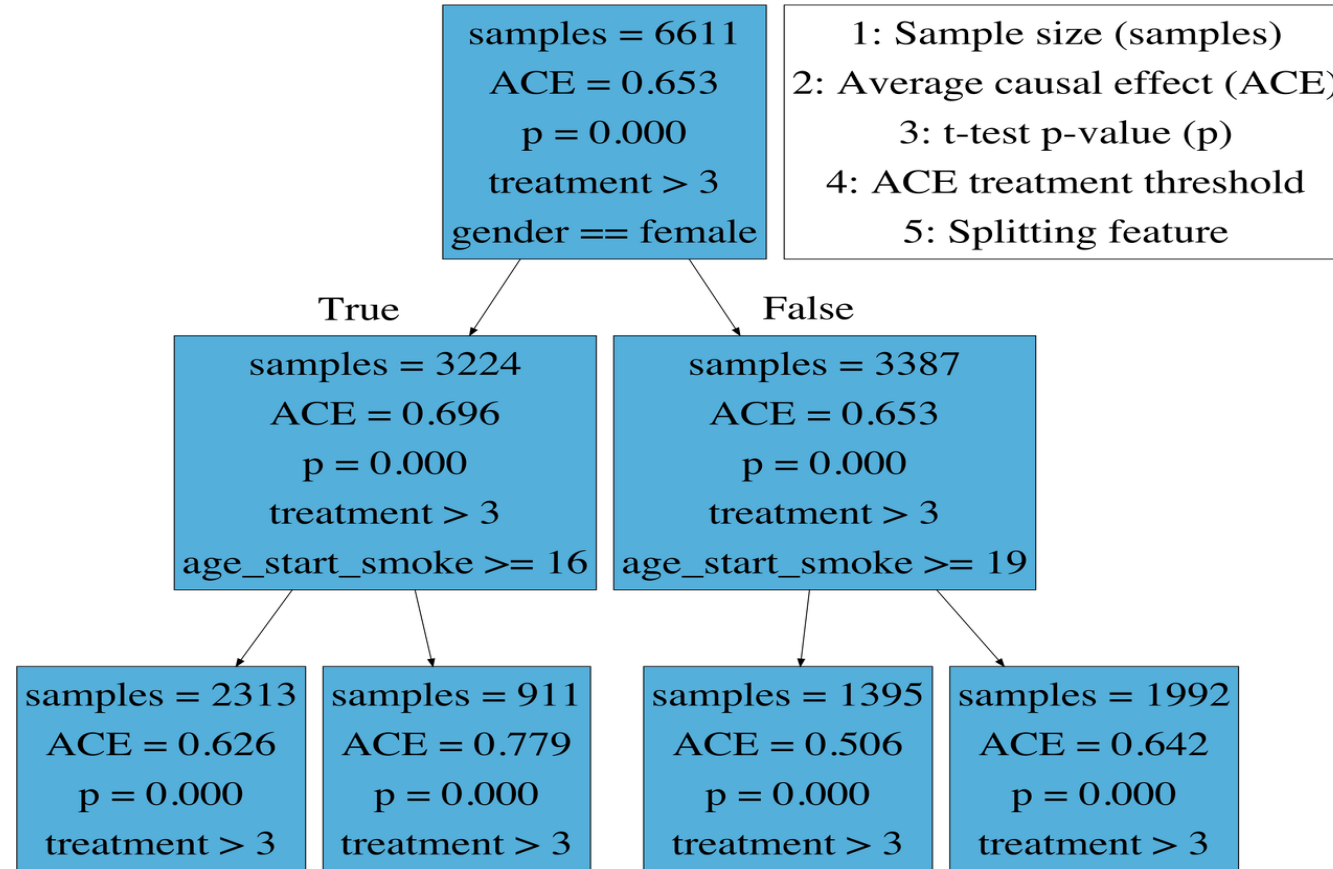 samples = 6611
ACE = 0.653
p = 0.000
treatment > 3
gender == female
1: Sample size (samples)
2: Average causal effect (ACE)
3: t-test p-value (p)
4: ACE treatment threshold
5: Splitting feature
True
False
samples = 3224
ACE = 0.696
p = 0.000
treatment > 3
age_start_smoke >= 16
samples = 3387
ACE = 0.653
p = 0.000
treatment > 3
age_start_smoke >= 19
samples = 2313
ACE = 0.626
p = 0.000
treatment > 3
samples = 911
ACE = 0.779
p = 0.000
treatment > 3
samples = 1395
ACE = 0.506
p = 0.000
treatment > 3
samples = 1992
ACE = 0.642
p = 0.000
treatment > 3